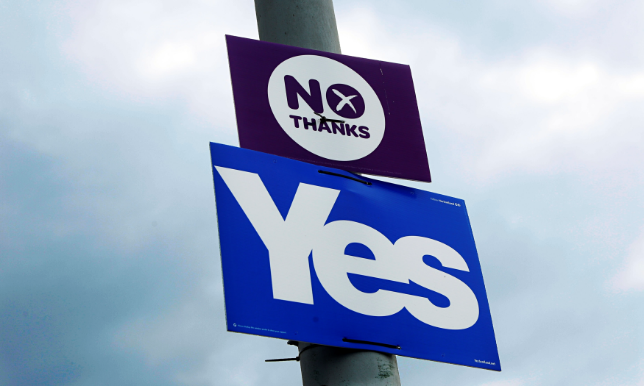 NO
THANKS
Yes